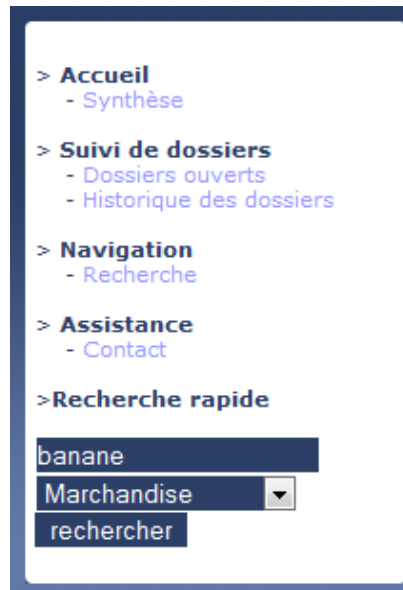 > Accueil
- Synthèse
> Suivi de dossiers
- Dossiers ouverts
- Historique des dossiers
> Navigation
- Recherche
> Assistance
- Contact
>Recherche rapide
banane
Marchandise
rechercher